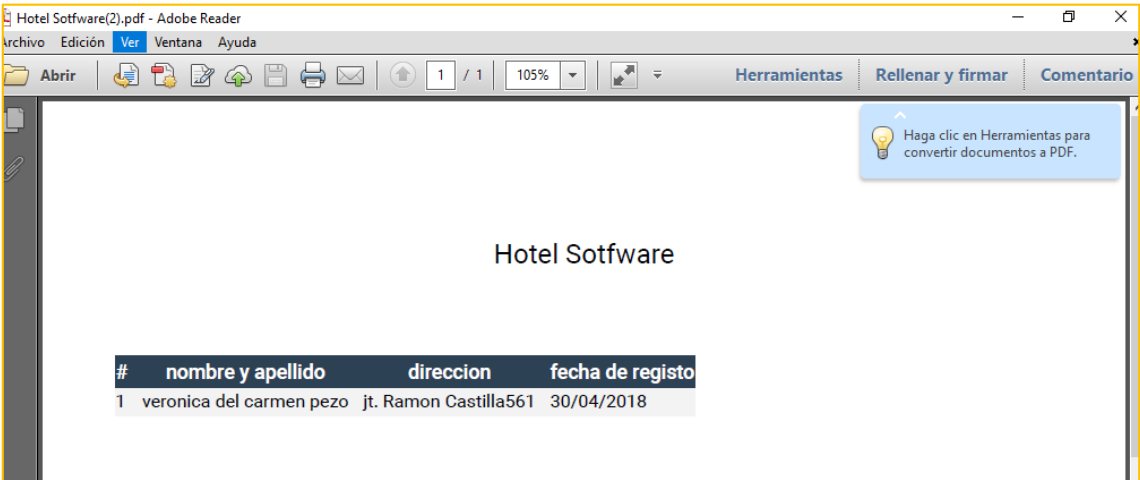 Hotel Sotfware(2).pdf - Adobe Reader
Archivo Edición Ver Ventana Ayuda
Abrir 1 / 1 105% Herramientas Rellenar y firmar Comentario
Haga clic en Herramientas para
convertir documentos a PDF.
Hotel Sotfware
# nombre y apellido direccion fecha de registo
1 veronica del carmen pezo jt. Ramon Castilla561 30/04/2018